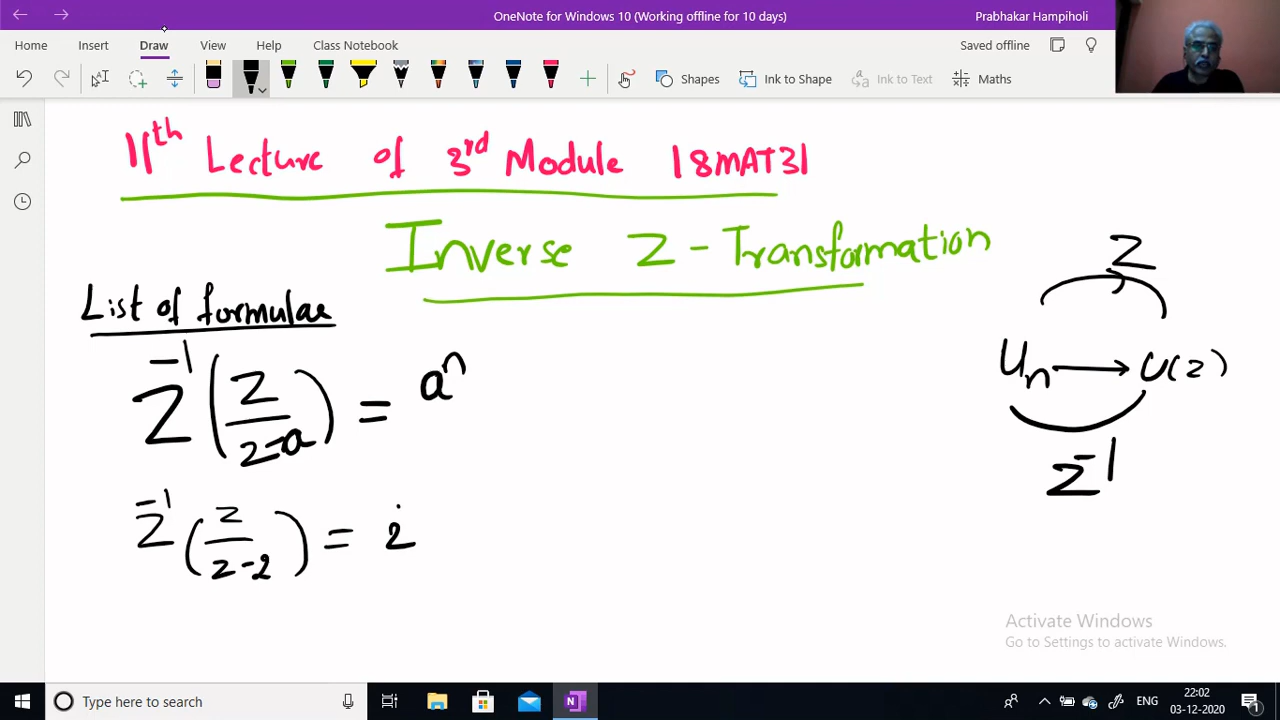 OneNote for Windows 10 (Working offline for 10 days)
Prabhakar Hampiholi
Home Insert Draw View Help Class Notebook
Saved offline
Shapes Ink to Shape Ink to Text Maths
11th Lecture of 3rd Module 18MAT31
Inverse Z-Transformation
List of formulae
Z⁻¹(z/(z-a)) = aⁿ
Z⁻¹(z/(z-2)) = 2
Z
Uₙ → U(z)
Z⁻¹
Activate Windows
Go to Settings to activate Windows.
Type here to search
ENG
22:02
03-12-2020